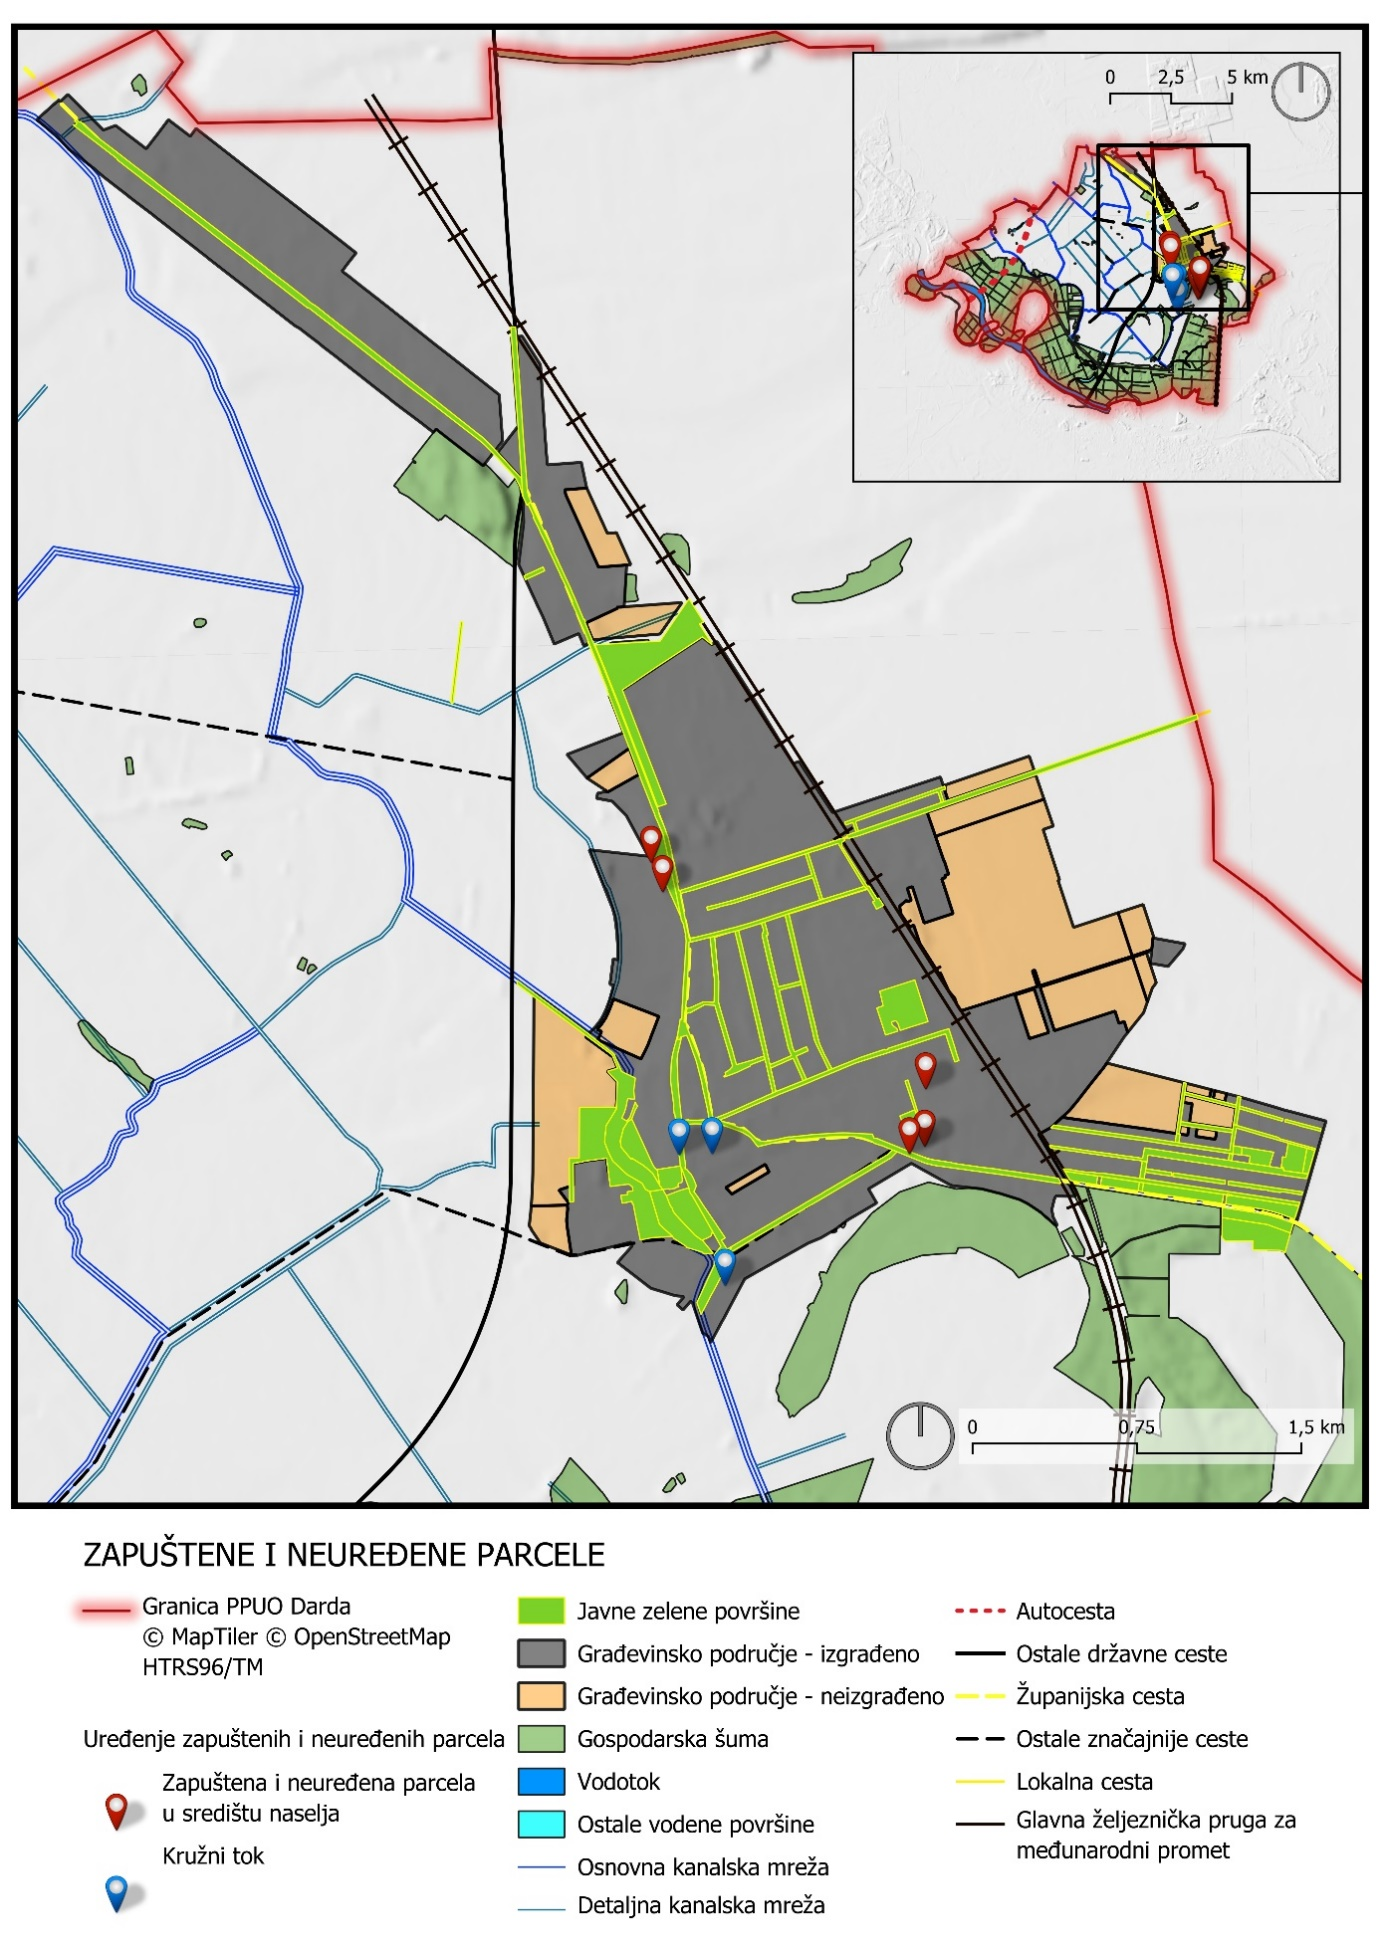 0 2,5 5 km
0 0,75 1,5 km
ZAPUŠTENE I NEUREĐENE PARCELE
Granica PPUO Darda
© MapTiler © OpenStreetMap
HTRS96/TM
Uređenje zapuštenih i neuređenih parcela
Zapuštena i neuređena parcela
u središtu naselja
Kružni tok
Javne zelene površine
Građevinsko područje - izgrađeno
Građevinsko područje - neizgrađeno
Gospodarska šuma
Vodotok
Ostale vodene površine
Osnovna kanalska mreža
Detaljna kanalska mreža
Autocesta
Ostale državne ceste
Županijska cesta
Ostale značajnije ceste
Lokalna cesta
Glavna željeznička pruga za
međunarodni promet